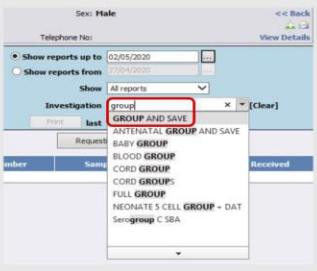 Sex: Male << Back
Telephone No: View Details
Show reports up to 02/05/2020 ...
Show reports from 27/04/2020
Show All reports
Investigation group × [Clear]
Print last
GROUP AND SAVE
ANTENATAL GROUP AND SAVE
Requesti
BABY GROUP
BLOOD GROUP
mber Samp Received
CORD GROUP
CORD GROUPS
FULL GROUP
NEONATE 5 CELL GROUP + DAT
Serogroup C SBA